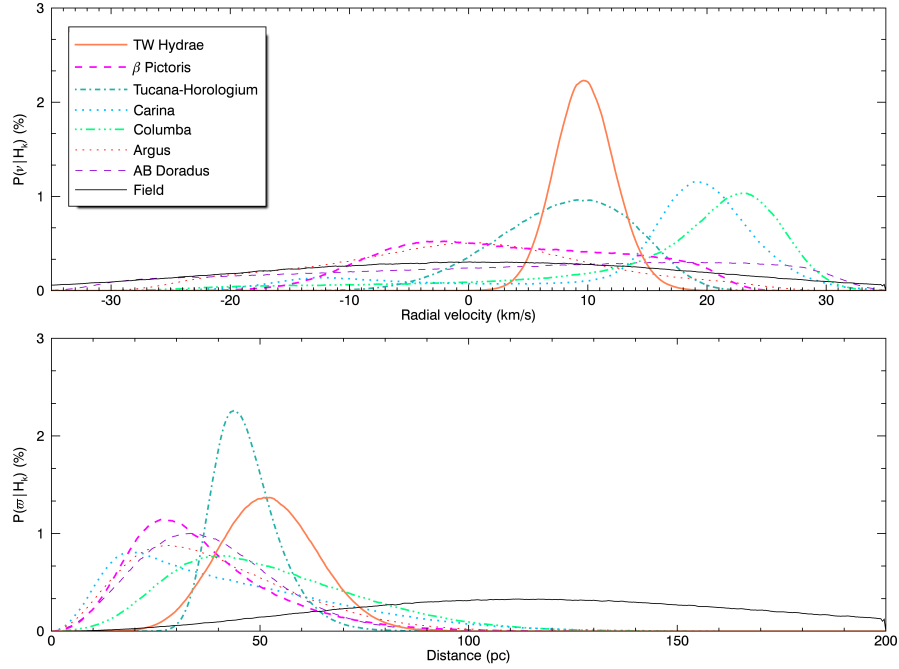 3
2
1
0
P(ν|Hₖ) (%)
TW Hydrae
β Pictoris
Tucana-Horologium
Carina
Columba
Argus
AB Doradus
Field
-30 -20 -10 0 10 20 30
Radial velocity (km/s)
3
2
1
0
P(ϖ|Hₖ) (%)
0 50 100 150 200
Distance (pc)